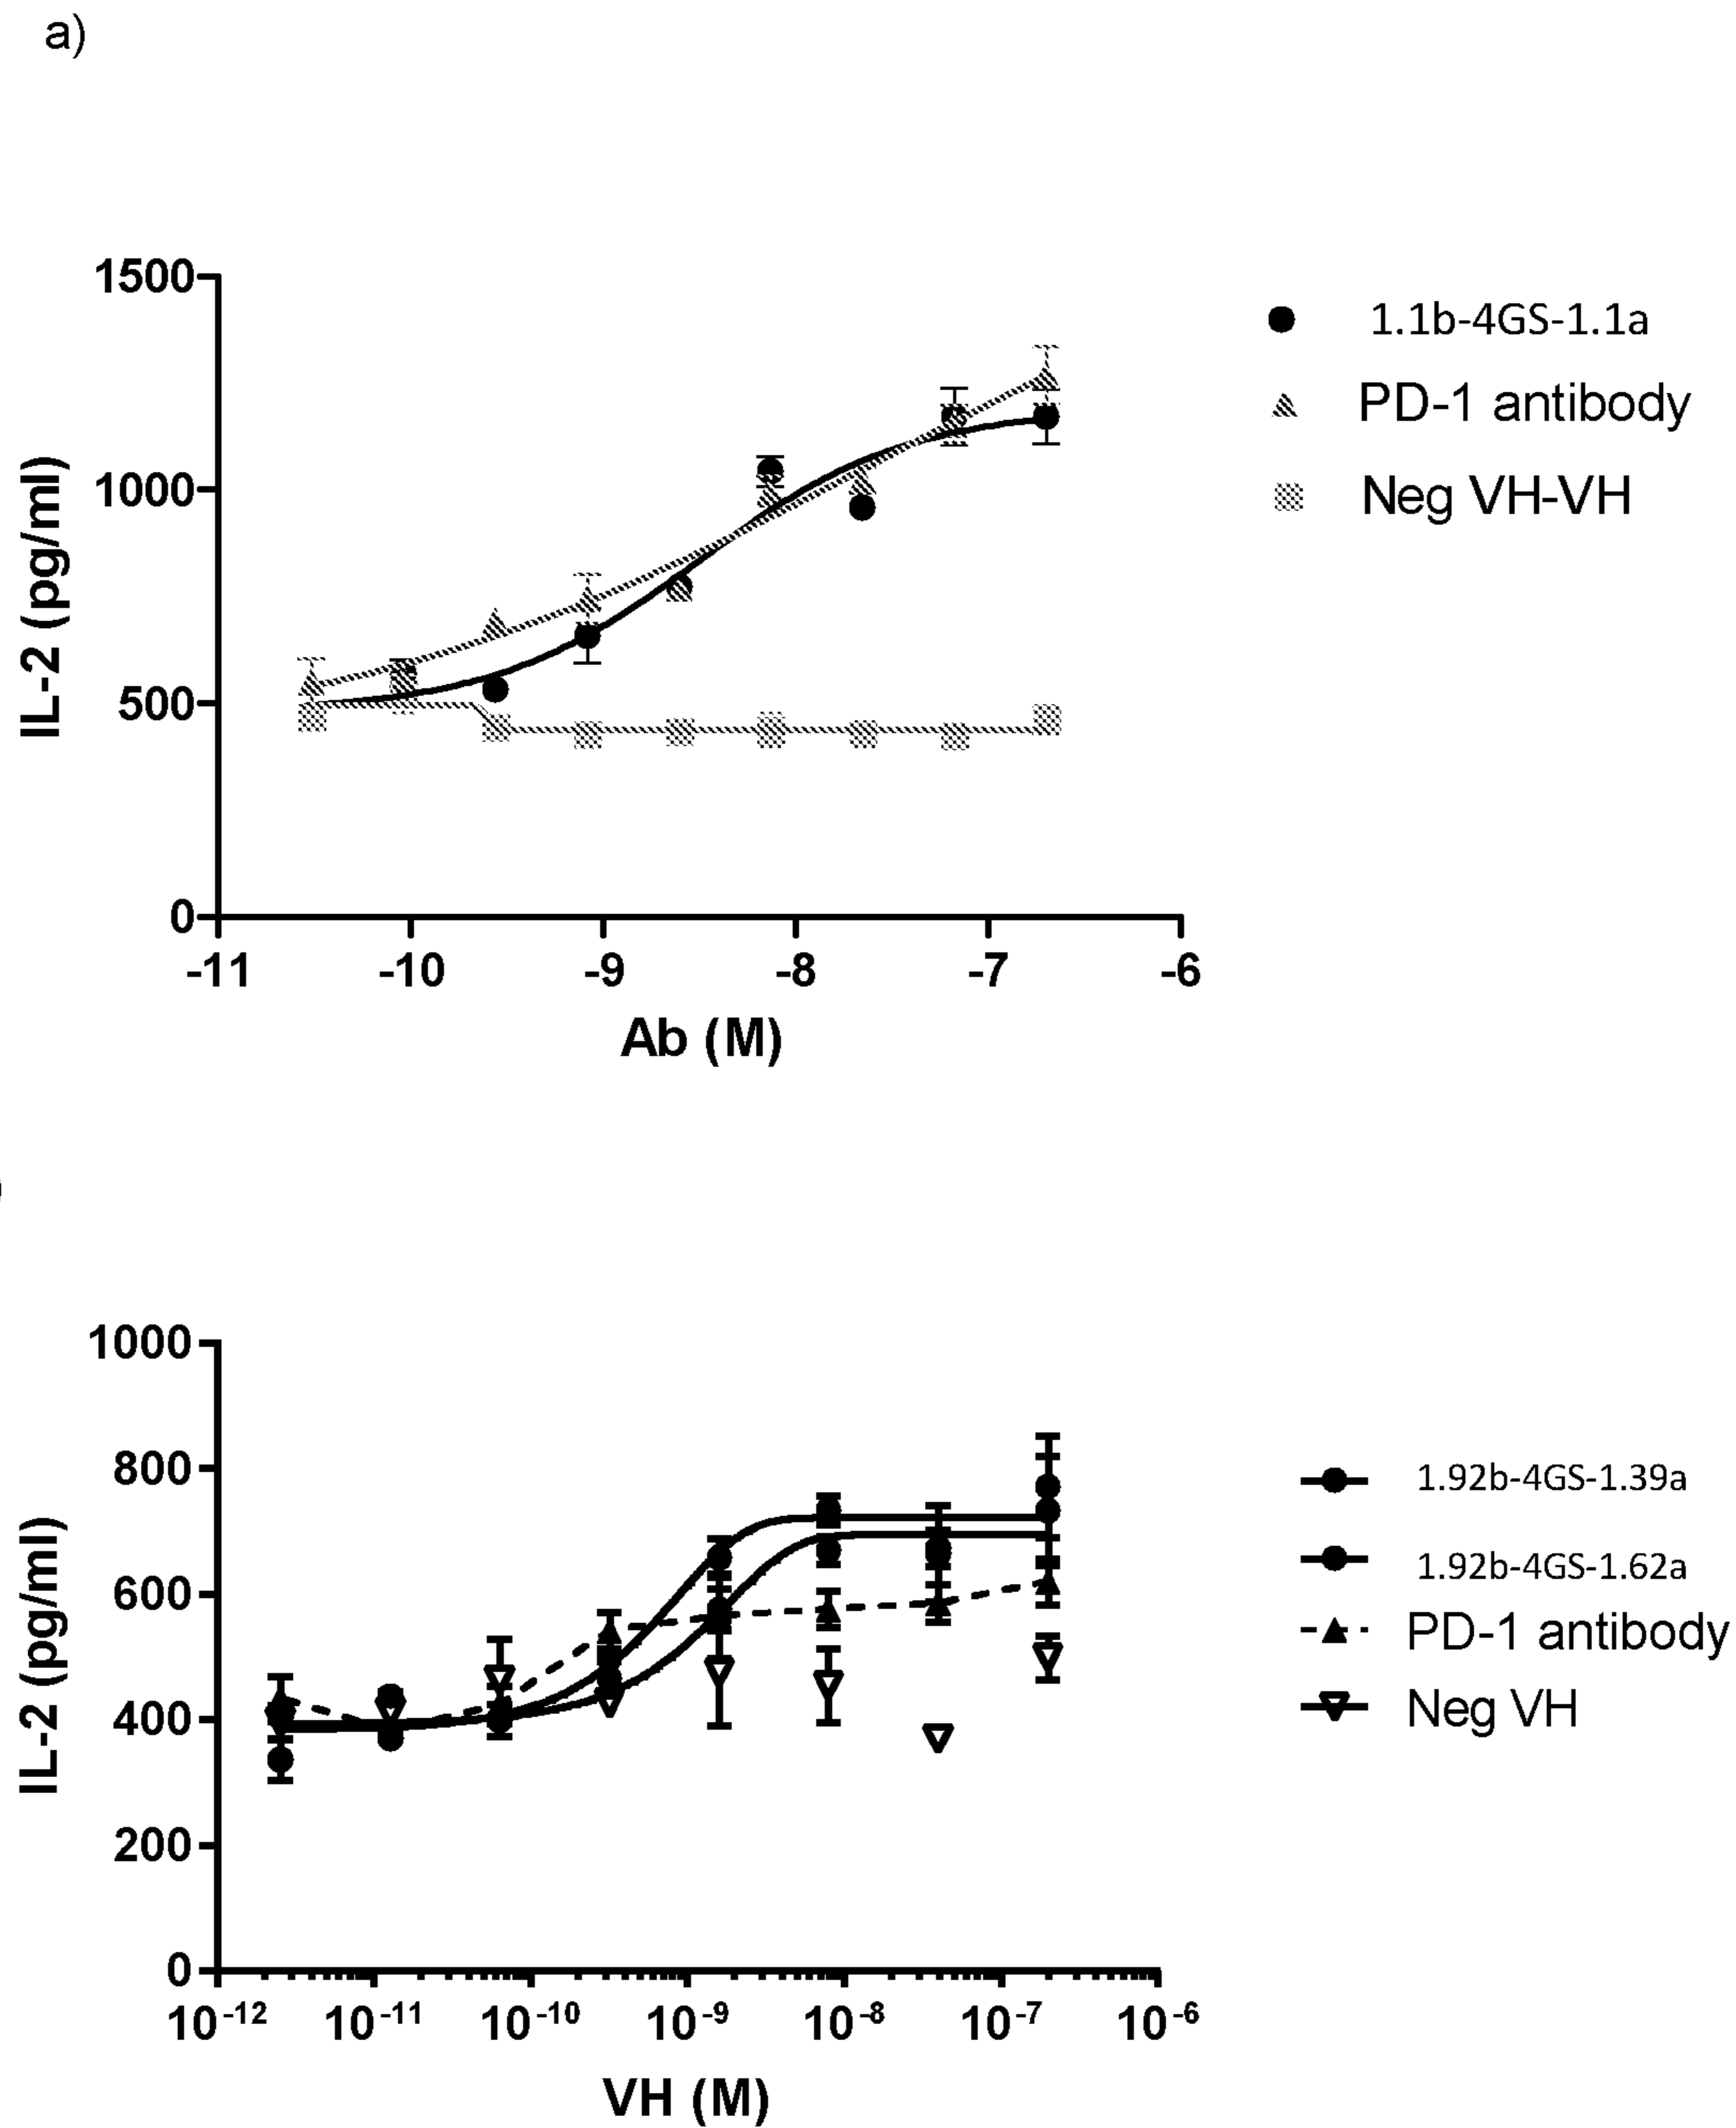 a)
1500
1000
500
0
-11 -10 -9 -8 -7 -6
IL-2 (pg/ml)
Ab (M)
1.1b-4GS-1.1a
PD-1 antibody
Neg VH-VH
1000
800
600
400
200
0
10-12 10-11 10-10 10-9 10-8 10-7 10-6
IL-2 (pg/ml)
VH (M)
1.92b-4GS-1.39a
1.92b-4GS-1.62a
PD-1 antibody
Neg VH